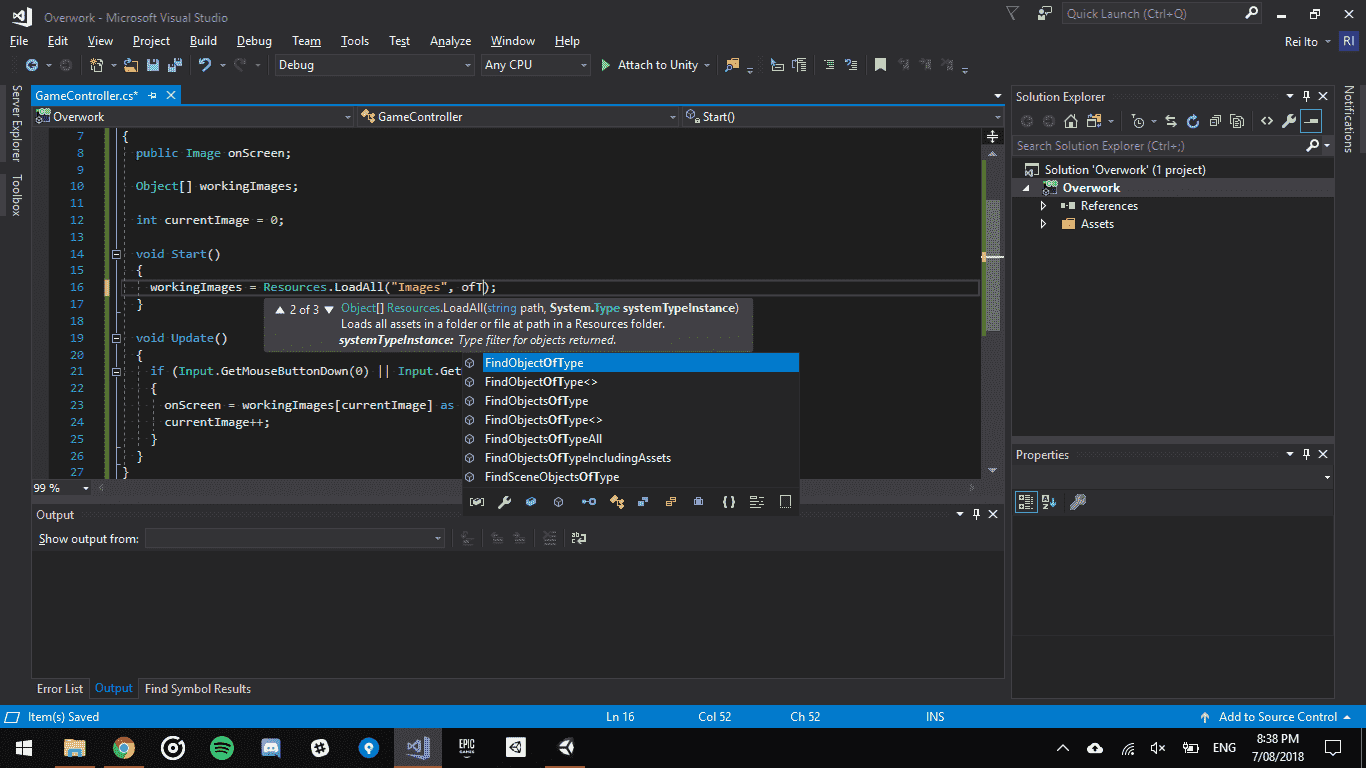 Overwork - Microsoft Visual Studio
Quick Launch (Ctrl+Q)
File Edit View Project Build Debug Team Tools Test Analyze Window Help
Rei Ito RI
Debug Any CPU Attach to Unity
Server Explorer
Toolbox
GameController.cs*
Overwork GameController Start()
7 {
8 public Image onScreen;
9
10 Object[] workingImages;
11
12 int currentImage = 0;
13
14 void Start()
15 {
16 workingImages = Resources.LoadAll("Images", ofT);
17 }
18
19 void Update()
20 {
21 if (Input.GetMouseButtonDown(0) || Input.Get
22 {
23 onScreen = workingImages[currentImage] as
24 currentImage++;
25 }
26 }
27 }
2 of 3 Object[] Resources.LoadAll(string path, System.Type systemTypeInstance)
Loads all assets in a folder or file at path in a Resources folder.
systemTypeInstance: Type filter for objects returned.
FindObjectOfType
FindObjectOfType<>
FindObjectsOfType
FindObjectsOfType<>
FindObjectsOfTypeAll
FindObjectsOfTypeIncludingAssets
FindSceneObjectsOfType
99 %
Output
Show output from:
Error List Output Find Symbol Results
Solution Explorer
Search Solution Explorer (Ctrl+;)
Solution 'Overwork' (1 project)
Overwork
References
Assets
Properties
Notifications
Item(s) Saved Ln 16 Col 52 Ch 52 INS Add to Source Control
EPIC
GAMES
ENG
8:38 PM
7/08/2018